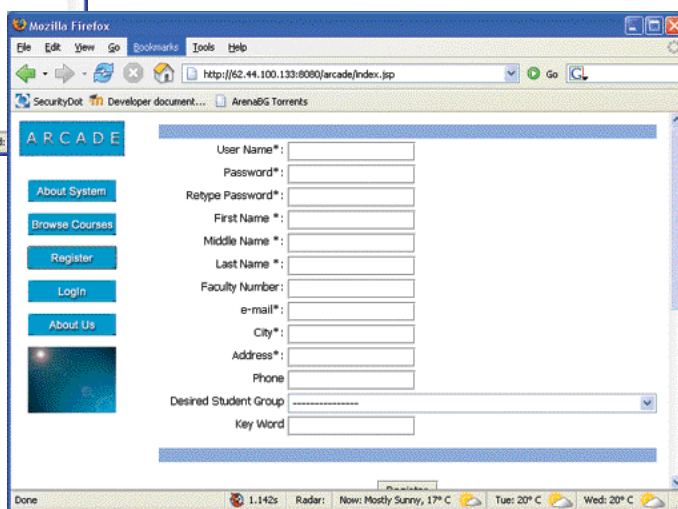 Mozilla Firefox
File Edit View Go Bookmarks Tools Help
http://62.44.100.133:8080/arcade/index.jsp Go G
SecurityDot Developer document... ArenaBG Torrents
ARCADE
About System
Browse Courses
Register
LogIn
About Us
User Name*:
Password*:
Retype Password*:
First Name *:
Middle Name *:
Last Name *:
Faculty Number:
e-mail*:
City*:
Address*:
Phone
Desired Student Group ---------------
Key Word
Register
Done 1.142s Radar: Now: Mostly Sunny, 17° C Tue: 20° C Wed: 20° C